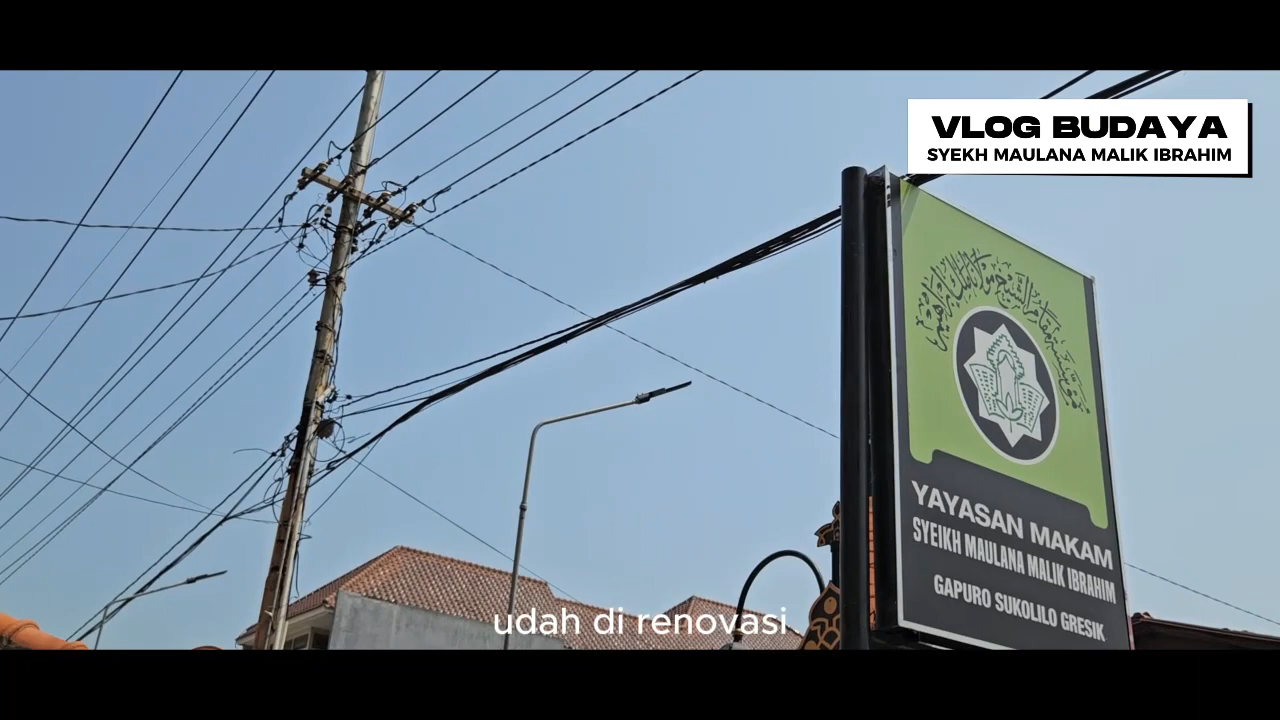 VLOG BUDAYA
SYEKH MAULANA MALIK IBRAHIM
YAYASAN MAKAM
SYEIKH MAULANA MALIK IBRAHIM
GAPURO SUKOLILO GRESIK
udah di renovasi